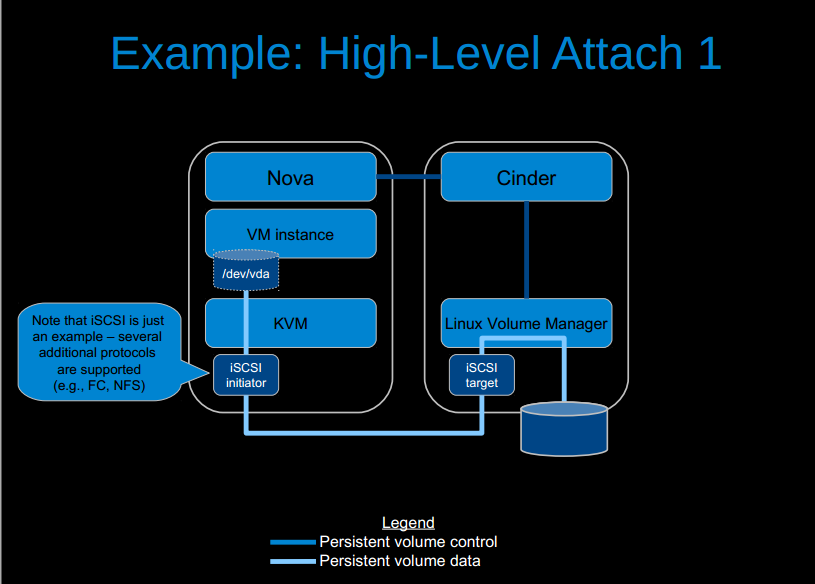 Example: High-Level Attach 1
Nova
Cinder
VM instance
/dev/vda
KVM
Linux Volume Manager
Note that iSCSI is just
an example – several
additional protocols
are supported
(e.g., FC, NFS)
iSCSI
initiator
iSCSI
target
Legend
Persistent volume control
Persistent volume data